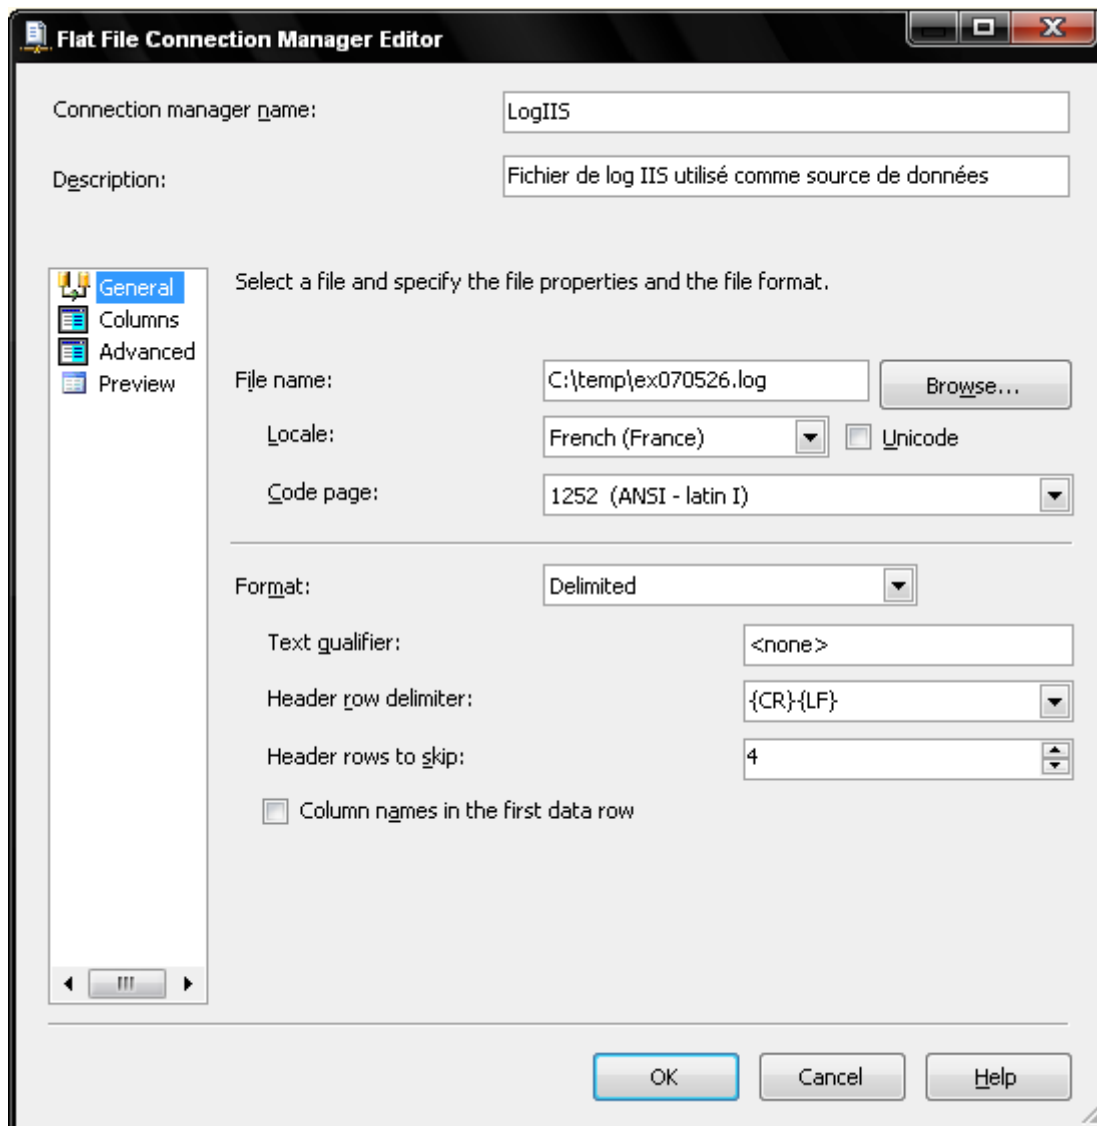 Flat File Connection Manager Editor
Connection manager name: LogIIS
Description: Fichier de log IIS utilisé comme source de données
General
Columns
Advanced
Preview
Select a file and specify the file properties and the file format.
File name: C:\temp\ex070526.log Browse...
Locale: French (France) Unicode
Code page: 1252 (ANSI - latin I)
Format: Delimited
Text qualifier: <none>
Header row delimiter: {CR}{LF}
Header rows to skip: 4
Column names in the first data row
OK Cancel Help